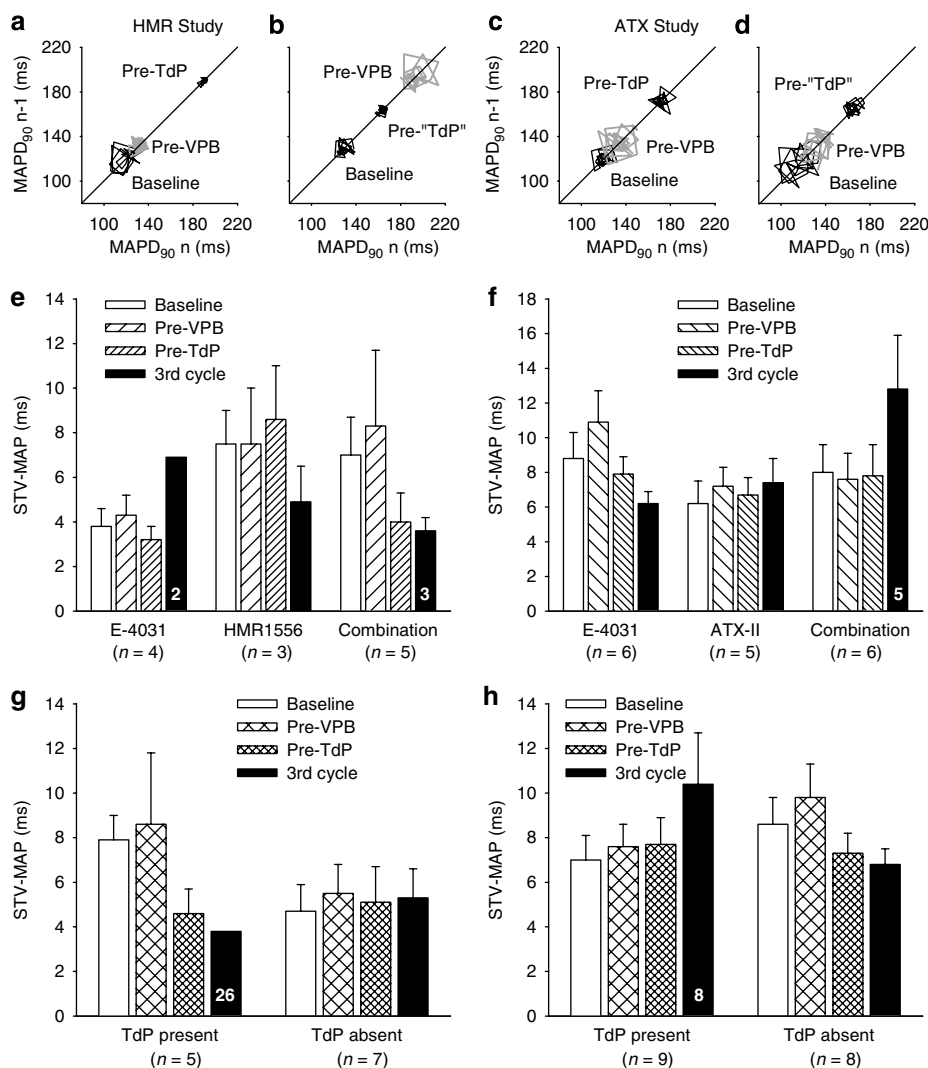 a HMR Study b c ATX Study d
220
180
140
100
MAPD90 n-1 (ms)
Pre-TdP
Pre-VPB
Baseline
100 140 180 220
MAPD90 n (ms)
Pre-VPB
Pre-"TdP"
Baseline
100 140 180 220
MAPD90 n (ms)
220
180
140
100
MAPD90 n-1 (ms)
Pre-TdP
Pre-VPB
Baseline
100 140 180 220
MAPD90 n (ms)
Pre-"TdP"
Pre-VPB
Baseline
100 140 180 220
MAPD90 n (ms)
e
14
12
10
8
6
4
2
0
STV-MAP (ms)
Baseline
Pre-VPB
Pre-TdP
3rd cycle
2
3
E-4031 HMR1556 Combination
(n = 4) (n = 3) (n = 5)
f
18
16
14
12
10
8
6
4
2
0
STV-MAP (ms)
Baseline
Pre-VPB
Pre-TdP
3rd cycle
5
E-4031 ATX-II Combination
(n = 6) (n = 5) (n = 6)
g
14
12
10
8
6
4
2
0
STV-MAP (ms)
Baseline
Pre-VPB
Pre-TdP
3rd cycle
26
TdP present TdP absent
(n = 5) (n = 7)
h
14
12
10
8
6
4
2
0
STV-MAP (ms)
Baseline
Pre-VPB
Pre-TdP
3rd cycle
8
TdP present TdP absent
(n = 9) (n = 8)